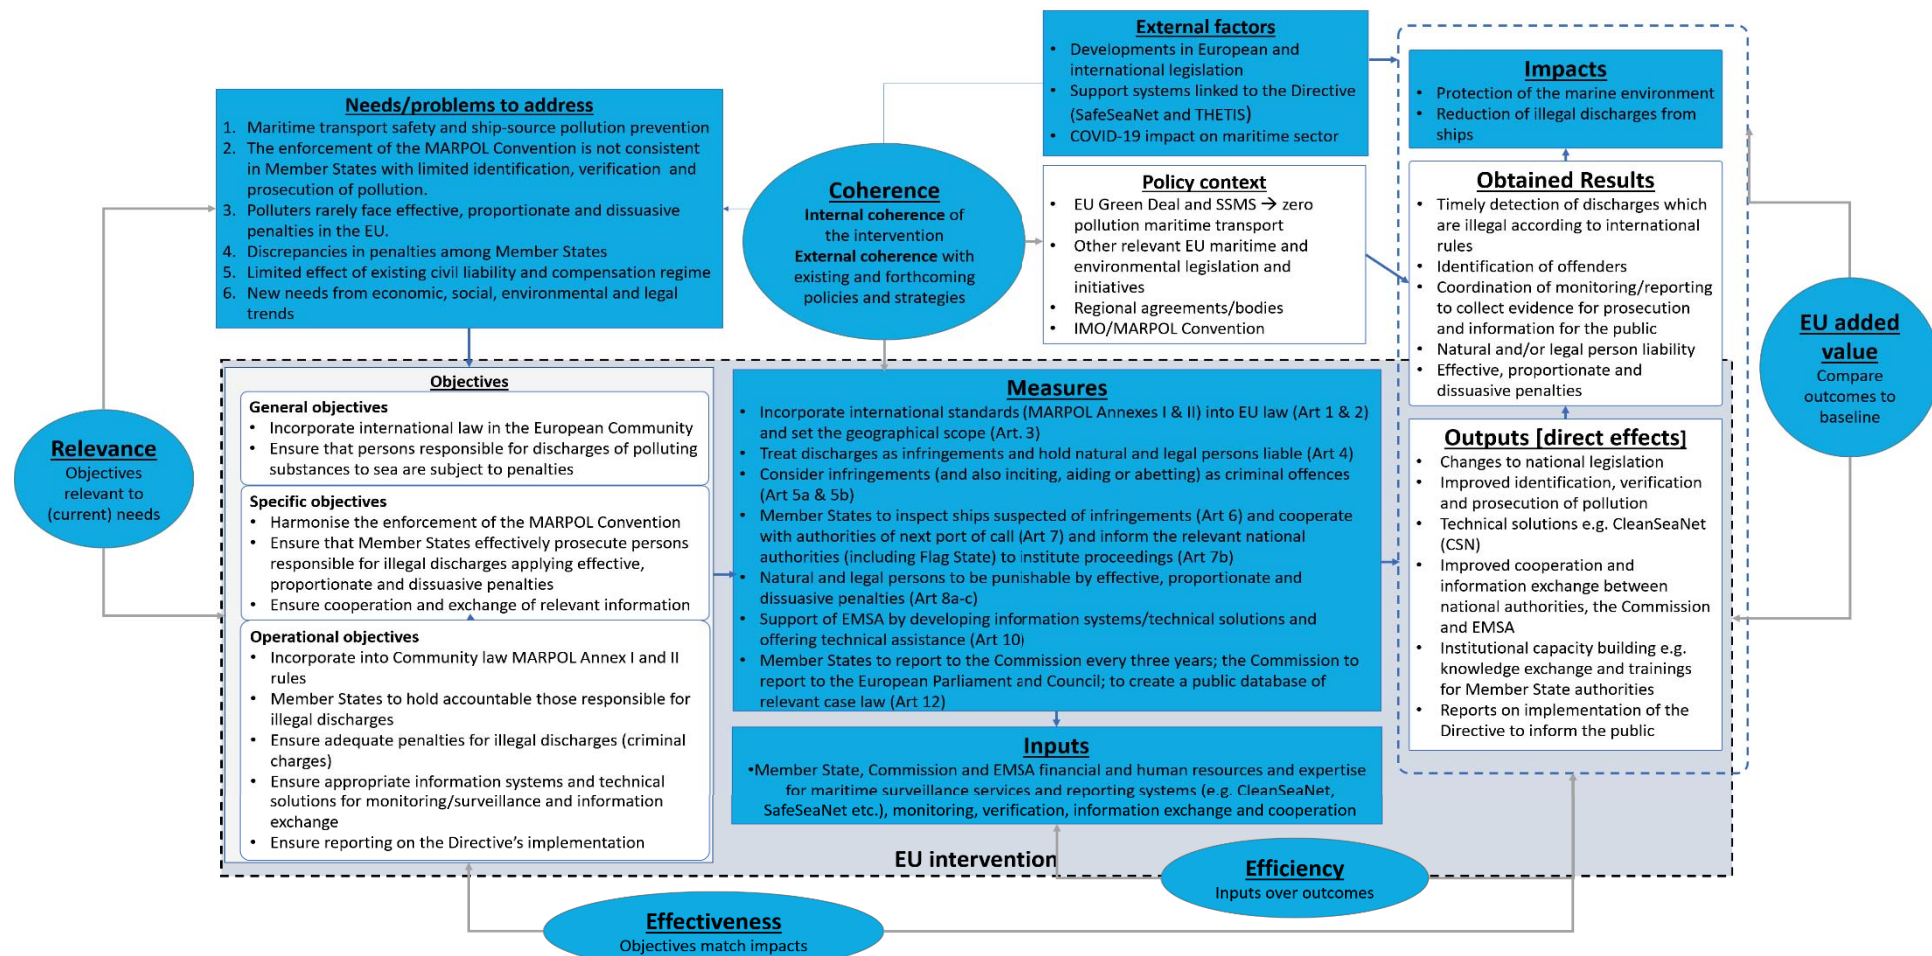 External factors
• Developments in European and
international legislation
• Support systems linked to the Directive
(SafeSeaNet and THETIS)
• COVID-19 impact on maritime sector
Impacts
• Protection of the marine environment
• Reduction of illegal discharges from
ships
Needs/problems to address
1. Maritime transport safety and ship-source pollution prevention
2. The enforcement of the MARPOL Convention is not consistent
in Member States with limited identification, verification and
prosecution of pollution.
3. Polluters rarely face effective, proportionate and dissuasive
penalties in the EU.
4. Discrepancies in penalties among Member States
5. Limited effect of existing civil liability and compensation regime
6. New needs from economic, social, environmental and legal
trends
Coherence
Internal coherence of
the intervention
External coherence with
existing and forthcoming
policies and strategies
Policy context
• EU Green Deal and SSMS → zero
pollution maritime transport
• Other relevant EU maritime and
environmental legislation and
initiatives
• Regional agreements/bodies
• IMO/MARPOL Convention
Obtained Results
• Timely detection of discharges which
are illegal according to international
rules
• Identification of offenders
• Coordination of monitoring/reporting
to collect evidence for prosecution
and information for the public
• Natural and/or legal person liability
• Effective, proportionate and
dissuasive penalties
EU added
value
Compare
outcomes to
baseline
Relevance
Objectives
relevant to
(current) needs
Objectives
General objectives
• Incorporate international law in the European Community
• Ensure that persons responsible for discharges of polluting
substances to sea are subject to penalties
Specific objectives
• Harmonise the enforcement of the MARPOL Convention
• Ensure that Member States effectively prosecute persons
responsible for illegal discharges applying effective,
proportionate and dissuasive penalties
• Ensure cooperation and exchange of relevant information
Operational objectives
• Incorporate into Community law MARPOL Annex I and II
rules
• Member States to hold accountable those responsible for
illegal discharges
• Ensure adequate penalties for illegal discharges (criminal
charges)
• Ensure appropriate information systems and technical
solutions for monitoring/surveillance and information
exchange
• Ensure reporting on the Directive's implementation
Measures
• Incorporate international standards (MARPOL Annexes I & II) into EU law (Art 1 & 2)
and set the geographical scope (Art. 3)
• Treat discharges as infringements and hold natural and legal persons liable (Art 4)
• Consider infringements (and also inciting, aiding or abetting) as criminal offences
(Art 5a & 5b)
• Member States to inspect ships suspected of infringements (Art 6) and cooperate
with authorities of next port of call (Art 7) and inform the relevant national
authorities (including Flag State) to institute proceedings (Art 7b)
• Natural and legal persons to be punishable by effective, proportionate and
dissuasive penalties (Art 8a-c)
• Support of EMSA by developing information systems/technical solutions and
offering technical assistance (Art 10)
• Member States to report to the Commission every three years; the Commission to
report to the European Parliament and Council; to create a public database of
relevant case law (Art 12)
Outputs [direct effects]
• Changes to national legislation
• Improved identification, verification
and prosecution of pollution
• Technical solutions e.g. CleanSeaNet
(CSN)
• Improved cooperation and
information exchange between
national authorities, the Commission
and EMSA
• Institutional capacity building e.g.
knowledge exchange and trainings
for Member State authorities
• Reports on implementation of the
Directive to inform the public
Inputs
•Member State, Commission and EMSA financial and human resources and expertise
for maritime surveillance services and reporting systems (e.g. CleanSeaNet,
SafeSeaNet etc.), monitoring, verification, information exchange and cooperation
EU intervention
Efficiency
Inputs over outcomes
Effectiveness
Objectives match impacts